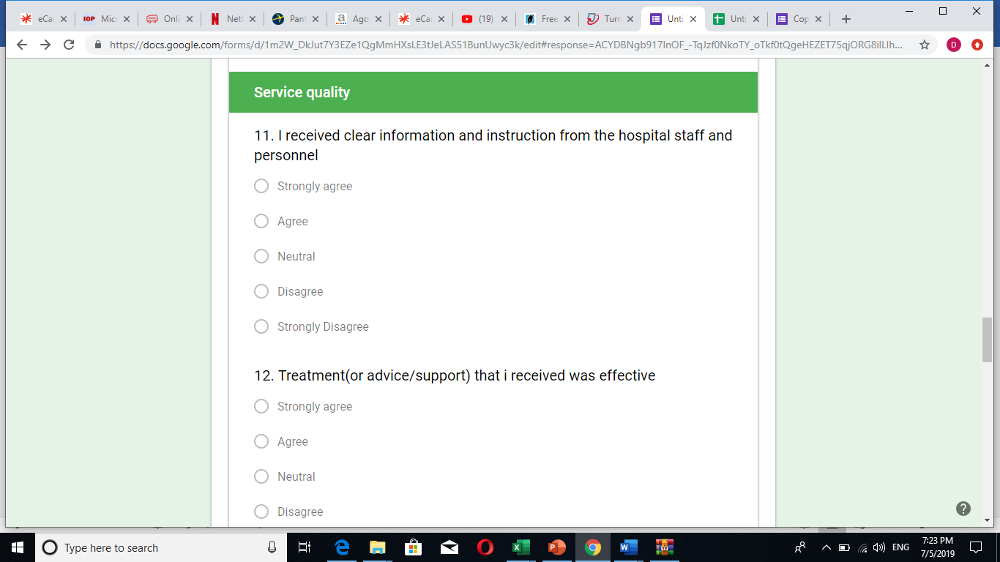 eCa
IOP Mic
Onli
Netf
Pant
a Ago
eCa
(19)
Free
Turn
Unti
Unti
Cop
https://docs.google.com/forms/d/1m2W_DkJut7Y3EZe1QgMmHXsLE3tJeLAS51BunUwyc3k/edit#response=ACYDBNgb917InOF_-TqJzf0NkoTY_oTkf0tQgeHEZET75qjORG8ilLlh...
D
Service quality
11. I received clear information and instruction from the hospital staff and
personnel
Strongly agree
Agree
Neutral
Disagree
Strongly Disagree
12. Treatment(or advice/support) that i received was effective
Strongly agree
Agree
Neutral
Disagree
Type here to search
ENG
7:23 PM
7/5/2019